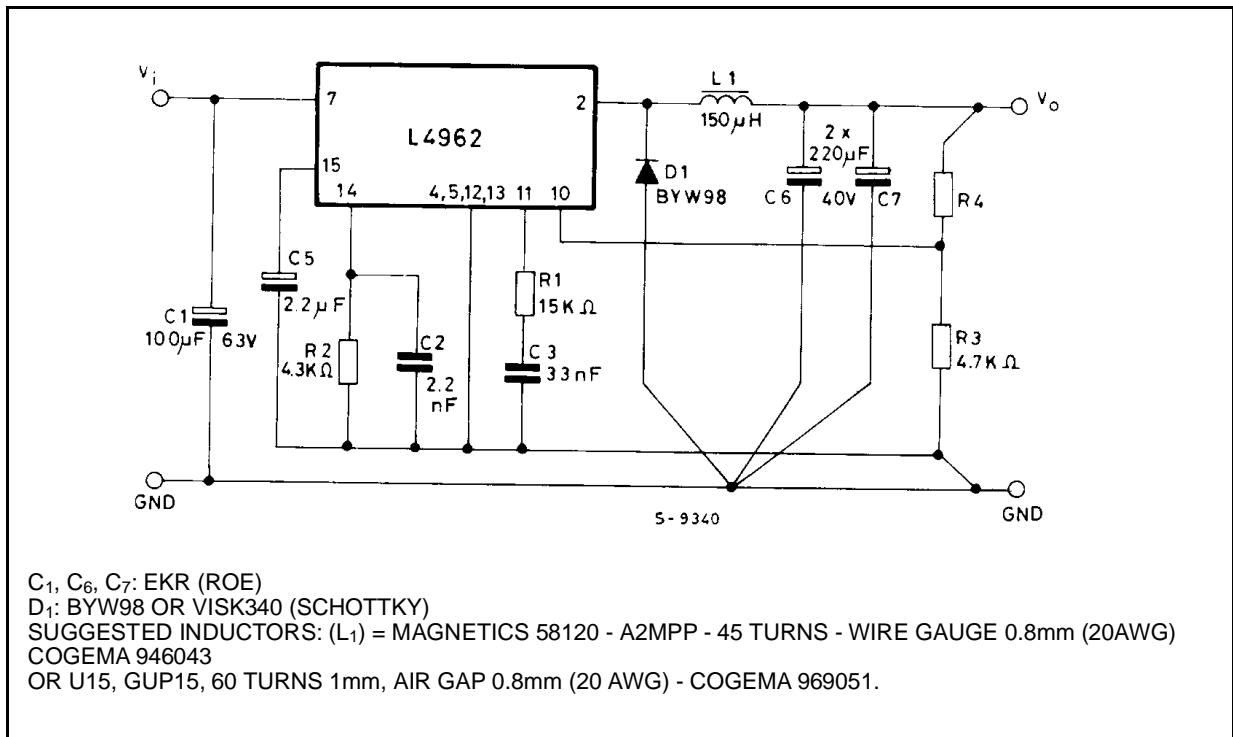 Vi
7
2
L1
150µH
Vo
L4962
15
14
4,5,12,13
11
10
D1
BYW98
2 x
220µF
C6
40V
C7
R4
C5
2.2µF
R1
15KΩ
C1
100µF
63V
R2
4.3KΩ
C2
2.2
nF
C3
33nF
R3
4.7KΩ
GND
S-9340
GND
C1, C6, C7: EKR (ROE)
D1: BYW98 OR VISK340 (SCHOTTKY)
SUGGESTED INDUCTORS: (L1) = MAGNETICS 58120 - A2MPP - 45 TURNS - WIRE GAUGE 0.8mm (20AWG)
COGEMA 946043
OR U15, GUP15, 60 TURNS 1mm, AIR GAP 0.8mm (20 AWG) - COGEMA 969051.